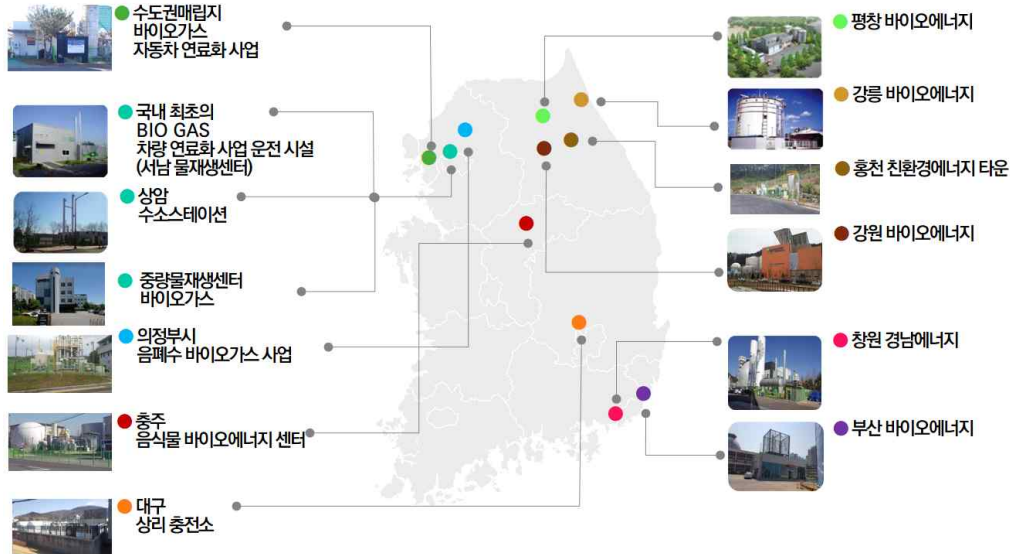 수도권매립지
바이오가스
자동차 연료화 사업
국내 최초의
BIO GAS
차량 연료화 사업 운전 시설
(서남 물재생센터)
상암
수소스테이션
중량물재생센터
바이오가스
의정부시
음폐수 바이오가스 사업
충주
음식물 바이오에너지 센터
대구
상리 충전소
평창 바이오에너지
강릉 바이오에너지
홍천 친환경에너지 타운
강원 바이오에너지
창원 경남에너지
부산 바이오에너지